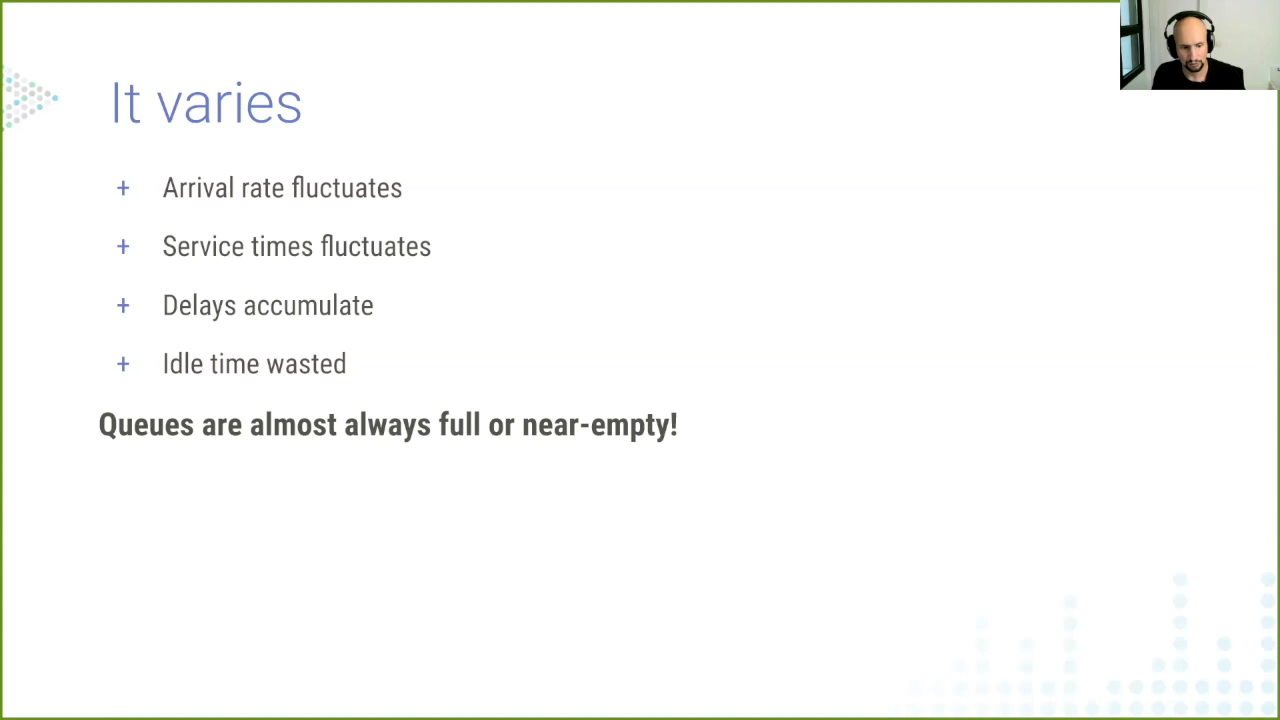 It varies
+ Arrival rate fluctuates
+ Service times fluctuates
+ Delays accumulate
+ Idle time wasted
Queues are almost always full or near-empty!